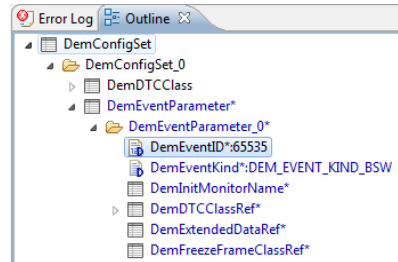 Error Log Outline
DemConfigSet
DemConfigSet_0
DemDTCClass
DemEventParameter*
DemEventParameter_0*
DemEventID*:65535
DemEventKind*:DEM_EVENT_KIND_BSW
DemInitMonitorName*
DemDTCClassRef*
DemExtendedDataRef*
DemFreezeFrameClassRef*